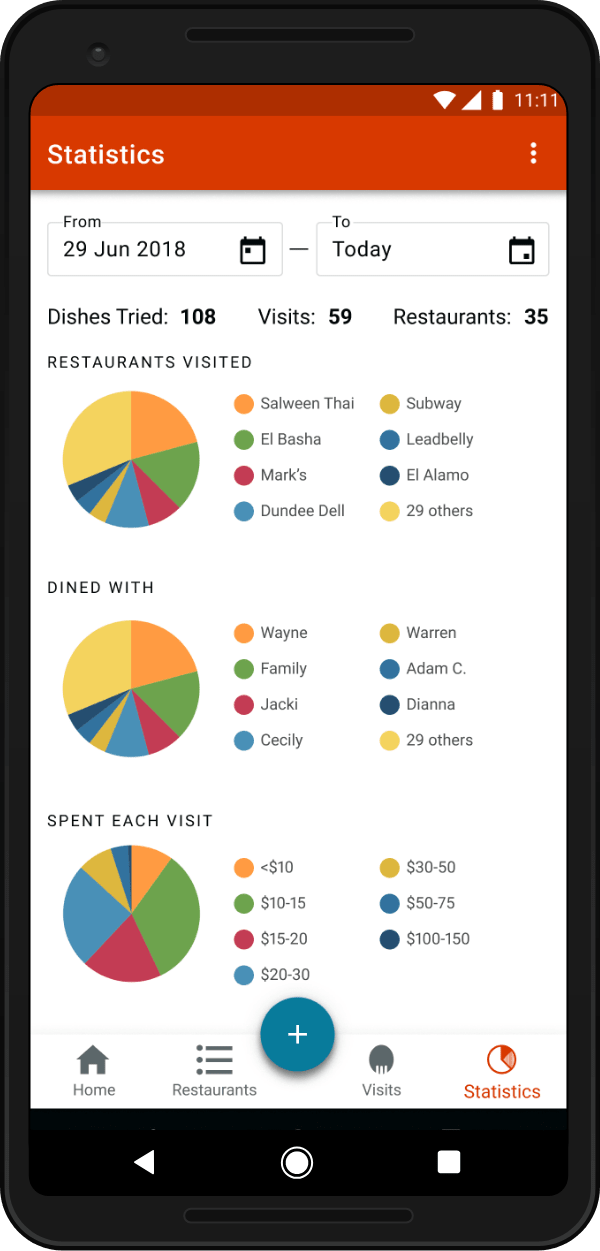 11:11
Statistics
From To
29 Jun 2018 — Today
Dishes Tried: 108 Visits: 59 Restaurants: 35
RESTAURANTS VISITED
Salween Thai Subway
El Basha Leadbelly
Mark’s El Alamo
Dundee Dell 29 others
DINED WITH
Wayne Warren
Family Adam C.
Jacki Dianna
Cecily 29 others
SPENT EACH VISIT
<$10 $30-50
$10-15 $50-75
$15-20 $100-150
$20-30
+
Home Restaurants Visits Statistics